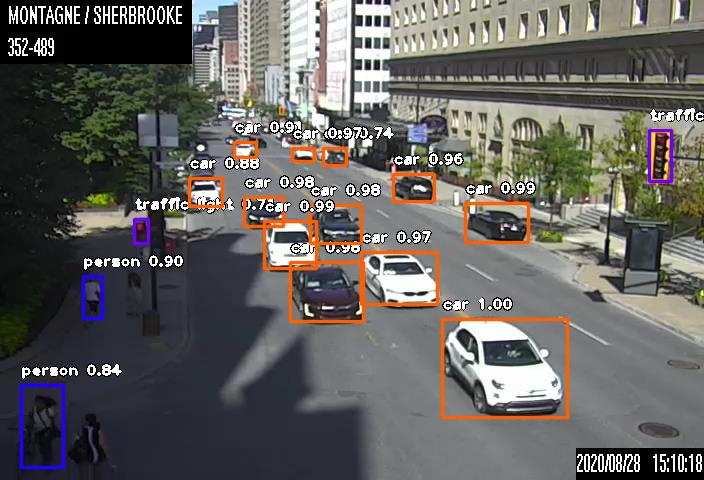 MONTAGNE / SHERBROOKE
352-489
traffic
car 0.91
car 0.97
0.74
car 0.88
car 0.96
car 0.98
car 0.98
car 0.99
traffic light 0.71
car 0.99
car 0.98
car 0.97
person 0.90
car 1.00
person 0.84
2020/08/28 15:10:18